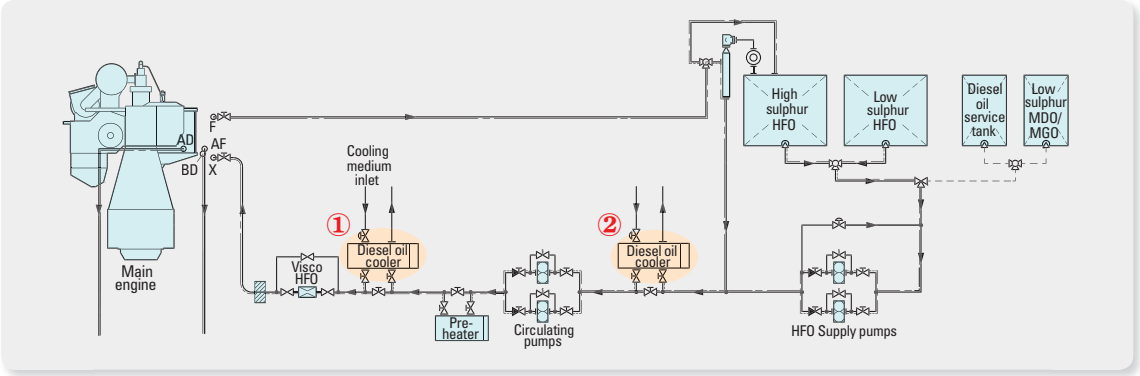 High
sulphur
HFO
Low
sulphur
HFO
Diesel
oil
service
tank
Low
sulphur
MDO/
MGO
F
AD
AF
BD
X
Cooling
medium
inlet
①
②
Diesel oil
cooler
Diesel oil
cooler
Visco
HFO
Main
engine
Pre-
heater
Circulating
pumps
HFO Supply pumps